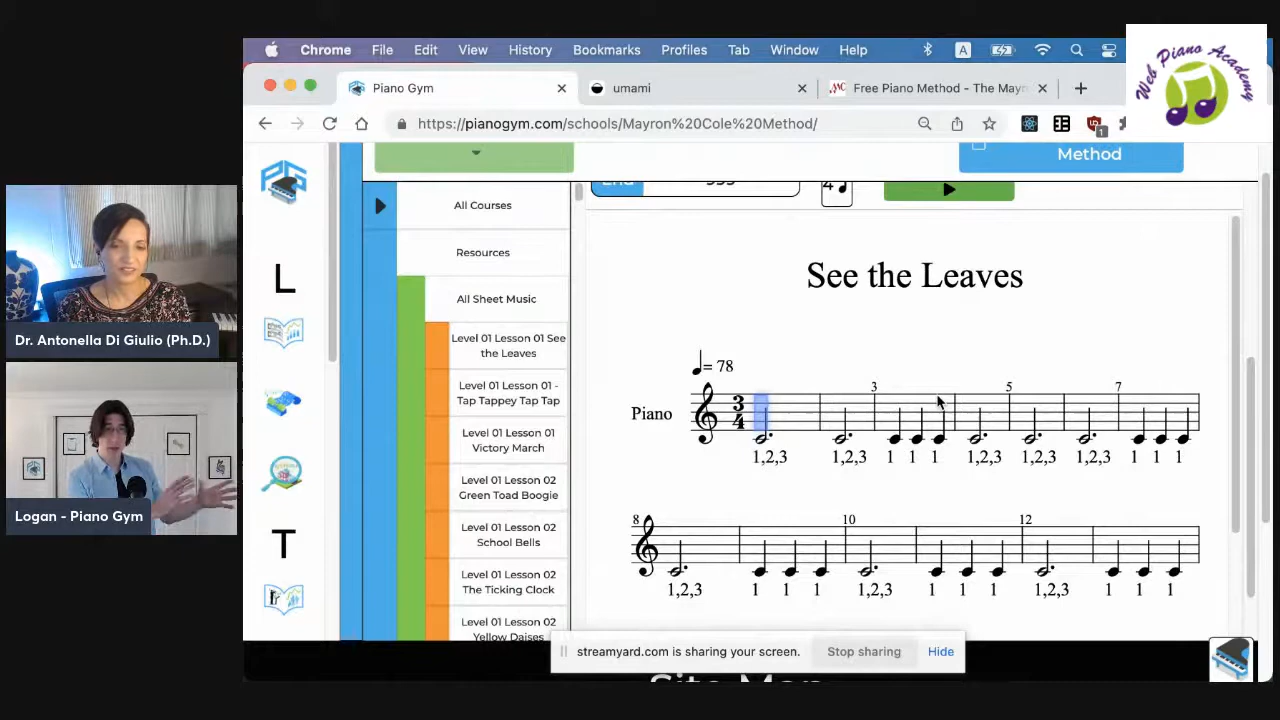 Chrome File Edit View History Bookmarks Profiles Tab Window Help
A
Web Piano Academy
Piano Gym
umami
Free Piano Method - The Mayr
https://pianogym.com/schools/Mayron%20Cole%20Method/
1
PG
L
T
Method
All Courses
Resources
All Sheet Music
Level 01 Lesson 01 See
the Leaves
Level 01 Lesson 01 -
Tap Tappey Tap Tap
Level 01 Lesson 01
Victory March
Level 01 Lesson 02
Green Toad Boogie
Level 01 Lesson 02
School Bells
Level 01 Lesson 02
The Ticking Clock
Level 01 Lesson 02
Yellow Daises
End 999
4
See the Leaves
= 78
3 5 7
Piano
3
4
1,2,3 1,2,3 1 1 1 1,2,3 1,2,3 1,2,3 1 1 1
8 10 12
1,2,3 1 1 1 1,2,3 1 1 1 1,2,3 1 1 1
streamyard.com is sharing your screen. Stop sharing Hide
Site Map
Dr. Antonella Di Giulio (Ph.D.)
Logan - Piano Gym